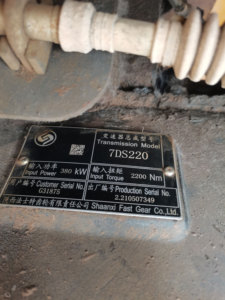 变速器总成型号
Transmission Model
7DS220
输入功率
Input Power 380 kW
输入扭矩
Input Torque 2200 Nm
用户编号 Customer Serial No.
G31875
出厂编号 Production Serial No.
2.210507349
陕西法士特齿轮有限责任公司 Shaanxi Fast Gear Co.,Ltd.